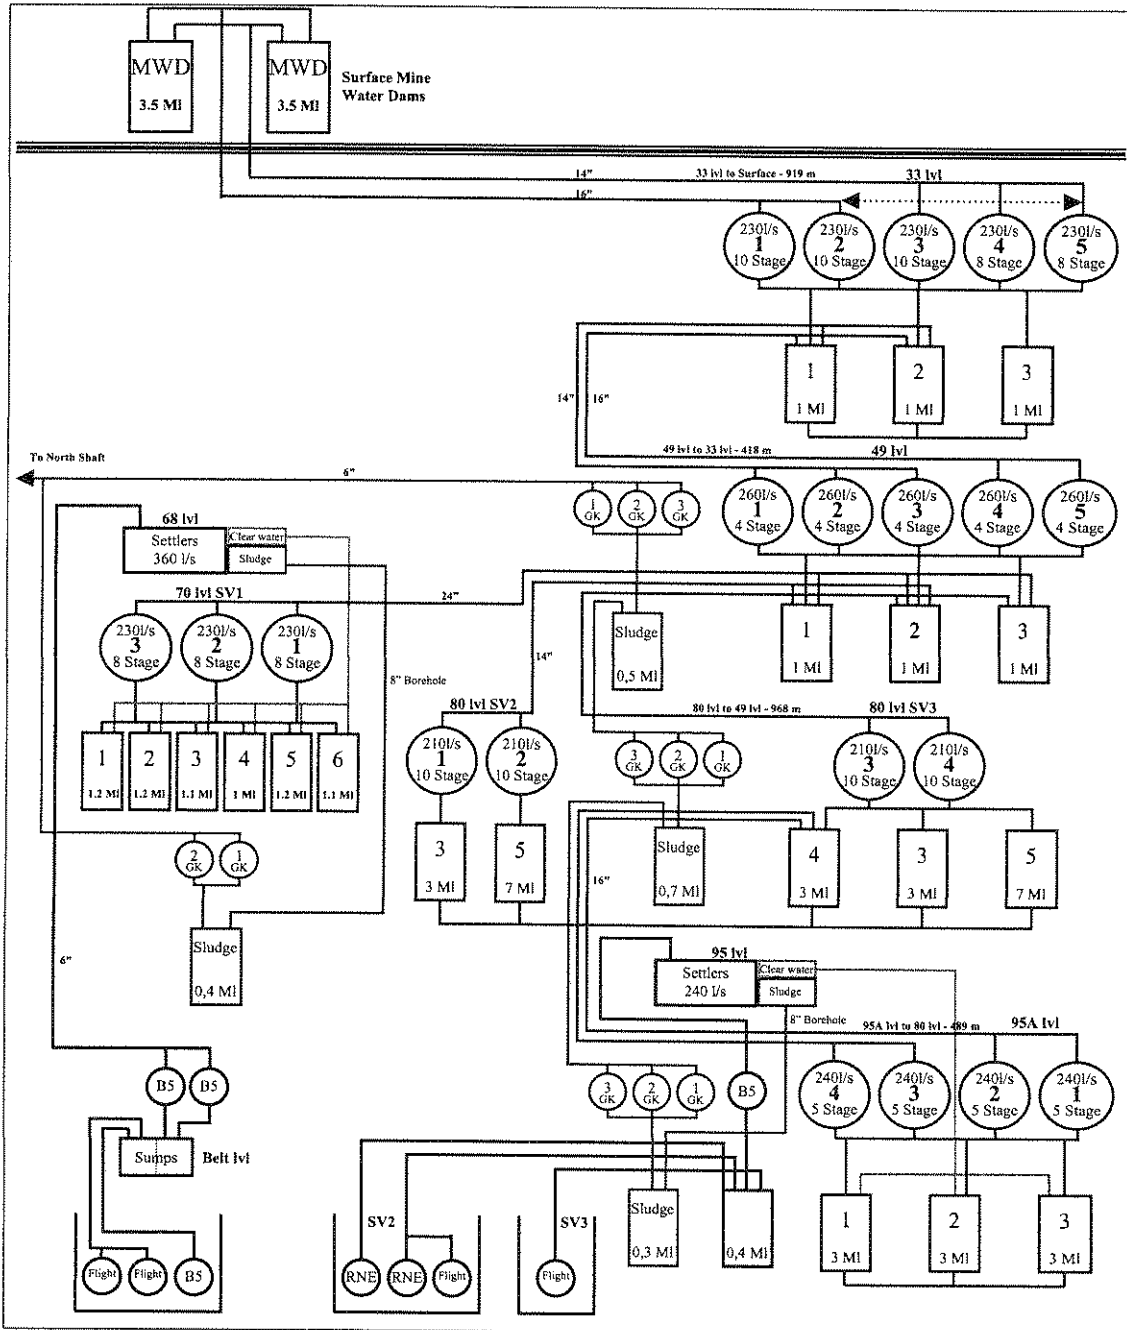 MWD
3.5 Ml
MWD
3.5 Ml
Surface Mine
Water Dams
14"
33 lvl to Surface - 919 m
33 lvl
16"
230l/s
1
10 Stage
230l/s
2
10 Stage
230l/s
3
10 Stage
230l/s
4
8 Stage
230l/s
5
8 Stage
14"
16"
1
1 Ml
2
1 Ml
3
1 Ml
To North Shaft
6"
49 lvl to 33 lvl - 418 m
49 lvl
1
GK
2
GK
3
GK
260l/s
1
4 Stage
260l/s
2
4 Stage
260l/s
3
4 Stage
260l/s
4
4 Stage
260l/s
5
4 Stage
68 lvl
Settlers
360 l/s
Clear water
Sludge
70 lvl SV1
24"
230l/s
3
8 Stage
230l/s
2
8 Stage
230l/s
1
8 Stage
Sludge
0,5 Ml
1
1 Ml
2
1 Ml
3
1 Ml
14"
8" Borehole
1
1.2 Ml
2
1.2 Ml
3
1.1 Ml
4
1 Ml
5
1.2 Ml
6
1.1 Ml
80 lvl SV2
80 lvl to 49 lvl - 968 m
80 lvl SV3
210l/s
1
10 Stage
210l/s
2
10 Stage
3
GK
2
GK
1
GK
210l/s
3
10 Stage
210l/s
4
10 Stage
2
GK
1
GK
3
3 Ml
5
7 Ml
Sludge
0,7 Ml
4
3 Ml
3
3 Ml
5
7 Ml
16"
6"
Sludge
0,4 Ml
95 lvl
Settlers
240 l/s
Clear water
Sludge
8" Borehole
95A lvl to 80 lvl - 489 m
95A lvl
B5
B5
3
GK
2
GK
1
GK
B5
240l/s
4
5 Stage
240l/s
3
5 Stage
240l/s
2
5 Stage
240l/s
1
5 Stage
Sumps
Belt lvl
SV2
SV3
Sludge
0,3 Ml
0,4 Ml
1
3 Ml
2
3 Ml
3
3 Ml
Flight
Flight
B5
RNE
RNE
Flight
Flight